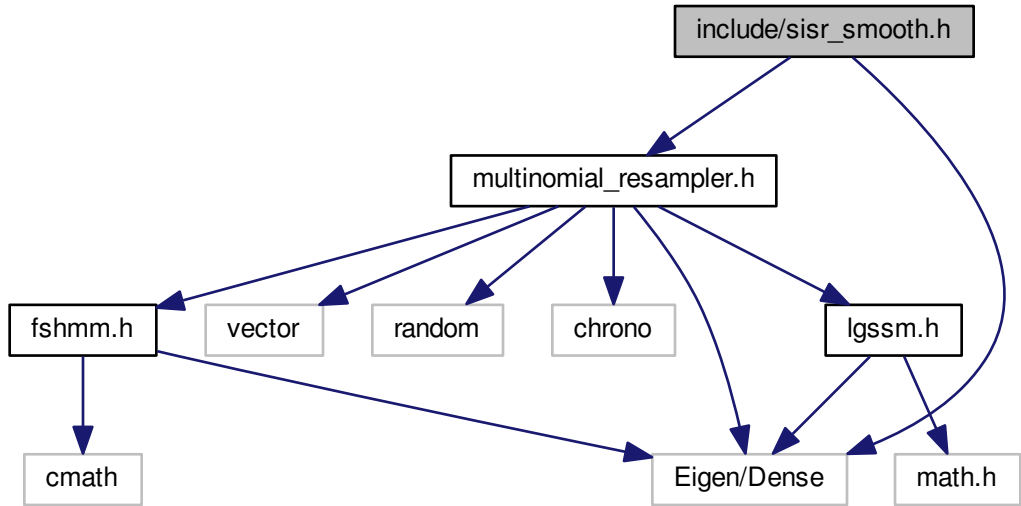 include/sisr_smooth.h
multinomial_resampler.h
fshmm.h
vector
random
chrono
lgssm.h
cmath
Eigen/Dense
math.h